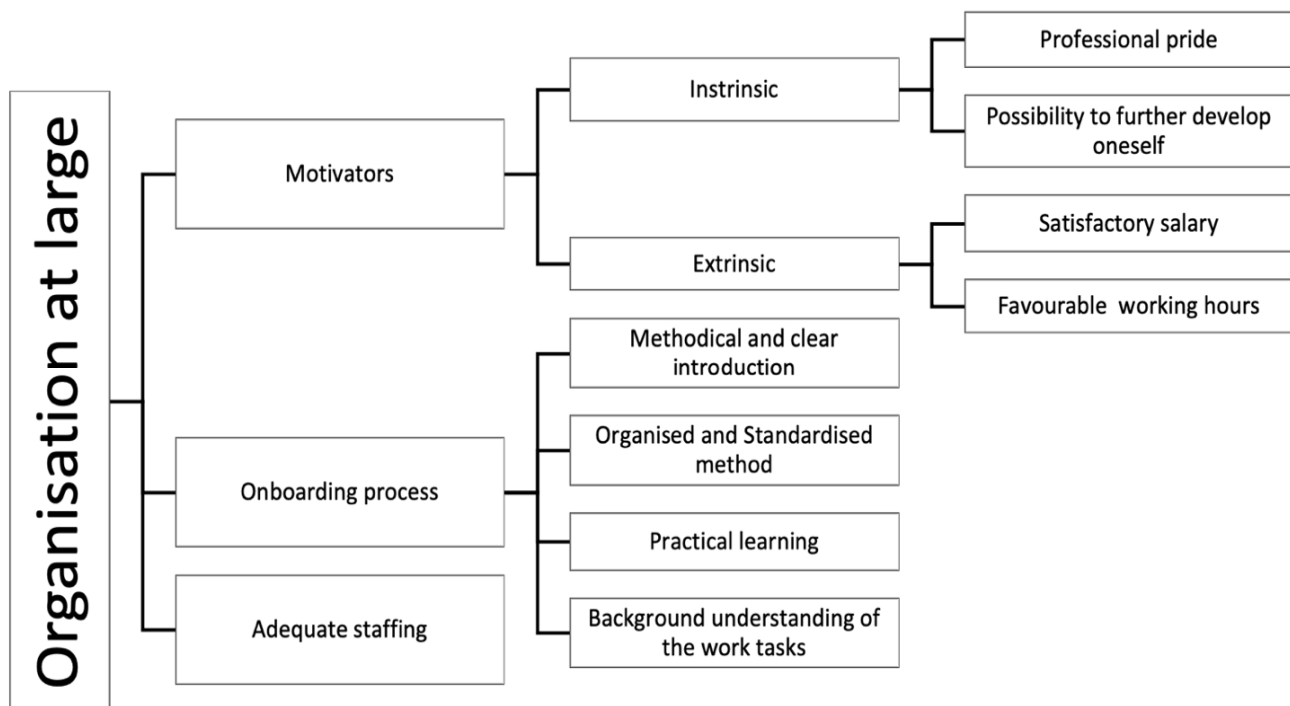 Organisation at large
Motivators
Instrinsic
Professional pride
Possibility to further develop
oneself
Extrinsic
Satisfactory salary
Favourable  working hours
Onboarding process
Methodical and clear
introduction
Organised and Standardised
method
Practical learning
Background understanding of
the work tasks
Adequate staffing